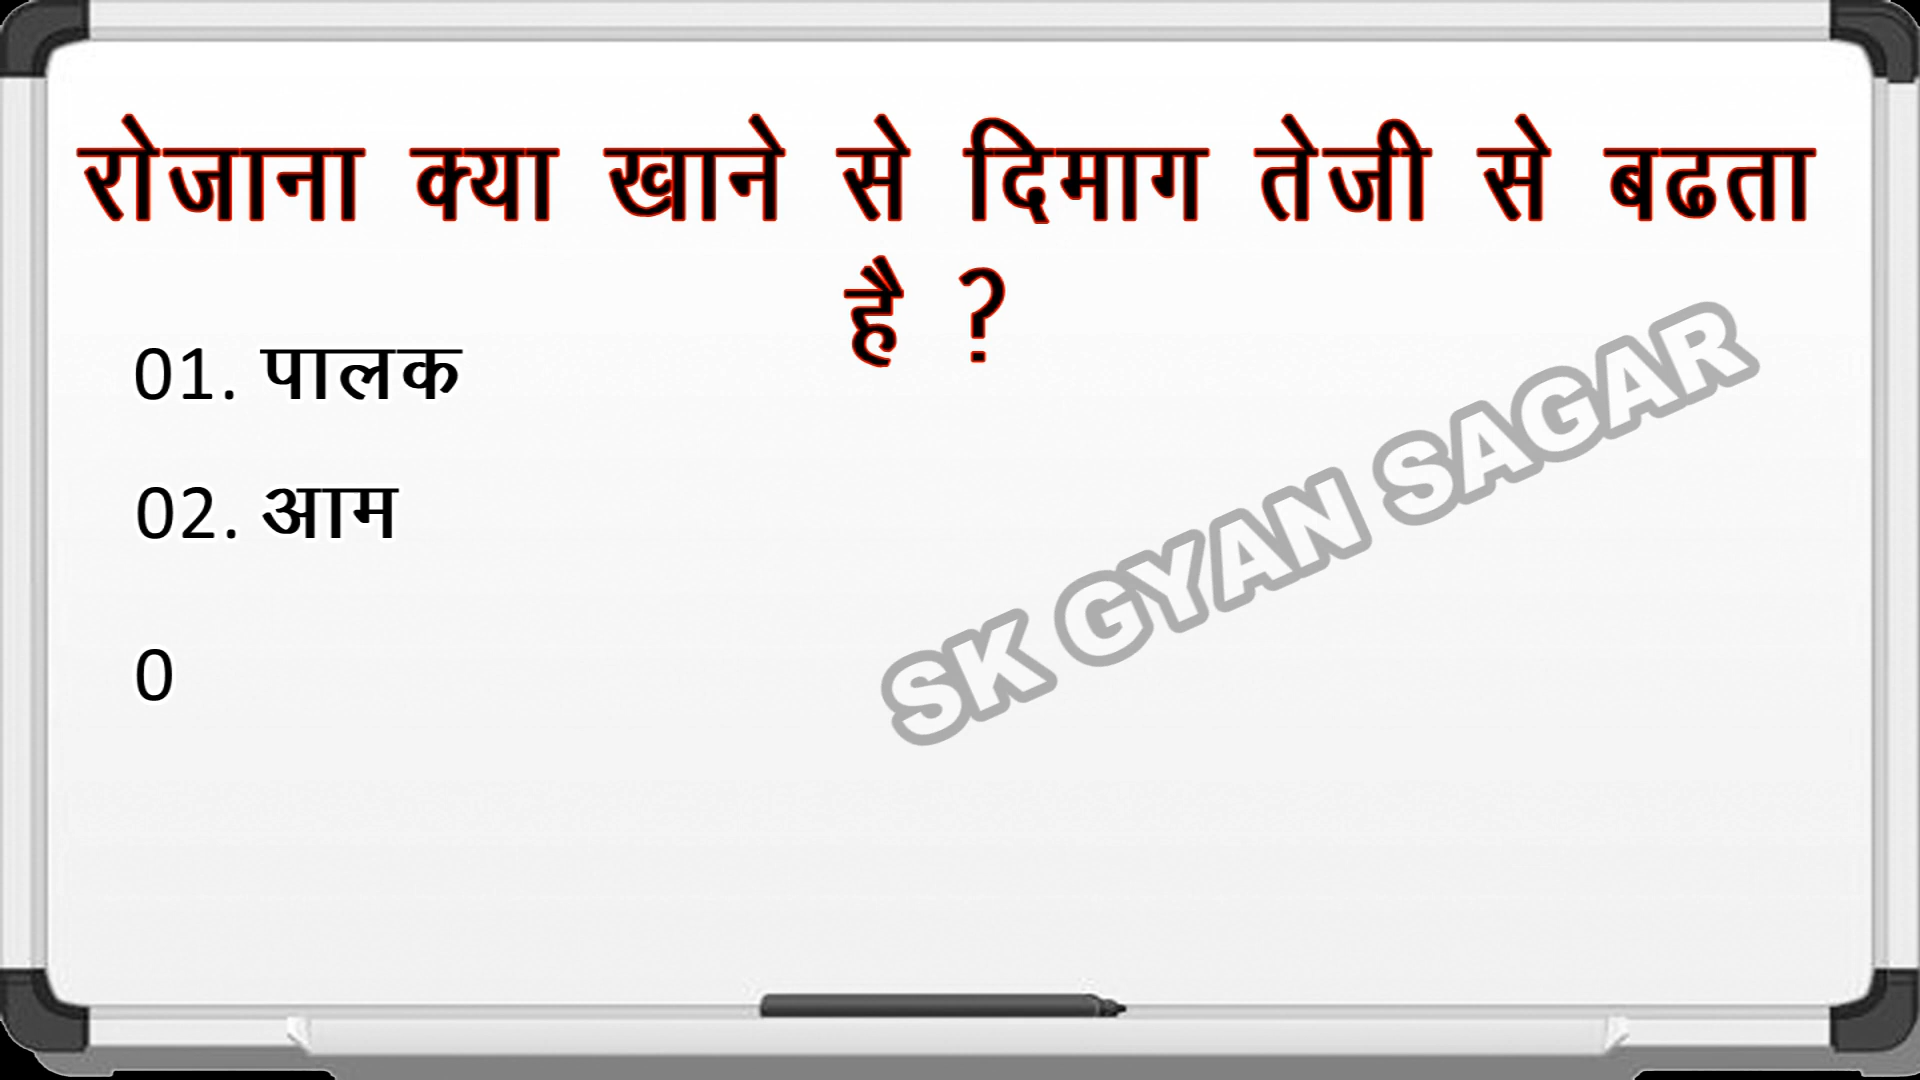 रोजाना क्या खाने से दिमाग तेजी से बढता
है ?
01. पालक
02. आम
0
SK GYAN SAGAR